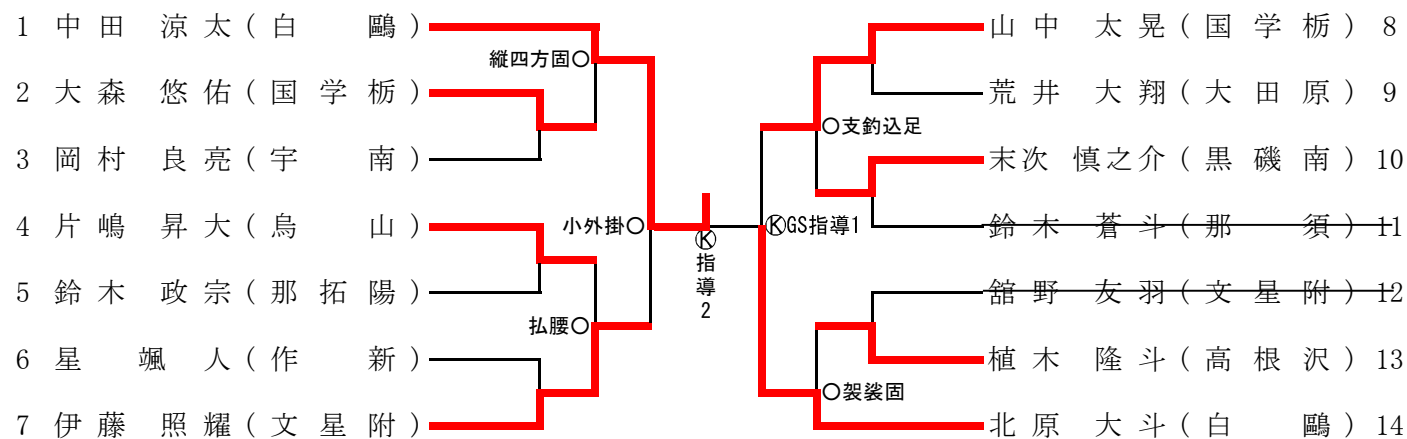 1 中田 涼太(白 鷗)
縦四方固○
2 大森 悠佑(国学栃)
3 岡村 良亮(宇 南)
小外掛○
4 片嶋 昇大(烏 山)
5 鈴木 政宗(那拓陽)
払腰○
6 星 颯人(作 新)
7 伊藤 照耀(文星附)
Ⓚ指導2
山中 太晃(国学栃) 8
荒井 大翔(大田原) 9
○支釣込足
末次 慎之介(黒磯南) 10
鈴木 蒼斗(那 須) 11
ⓀGS指導1
舘野 友羽(文星附) 12
植木 隆斗(高根沢) 13
○袈裟固
北原 大斗(白 鷗) 14